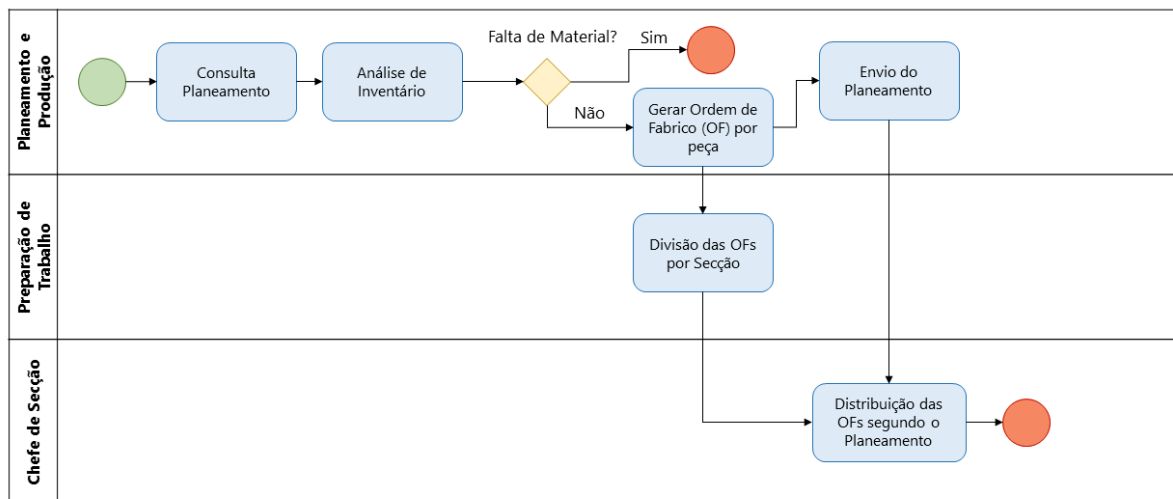 Planeamento e
Produção
Consulta
Planeamento
Análise de
Inventário
Falta de Material?
Sim
Não
Gerar Ordem de
Fabrico (OF) por
peça
Envio do
Planeamento
Preparação de
Trabalho
Divisão das OFs
por Secção
Chefe de Secção
Distribuição das
OFs segundo o
Planeamento